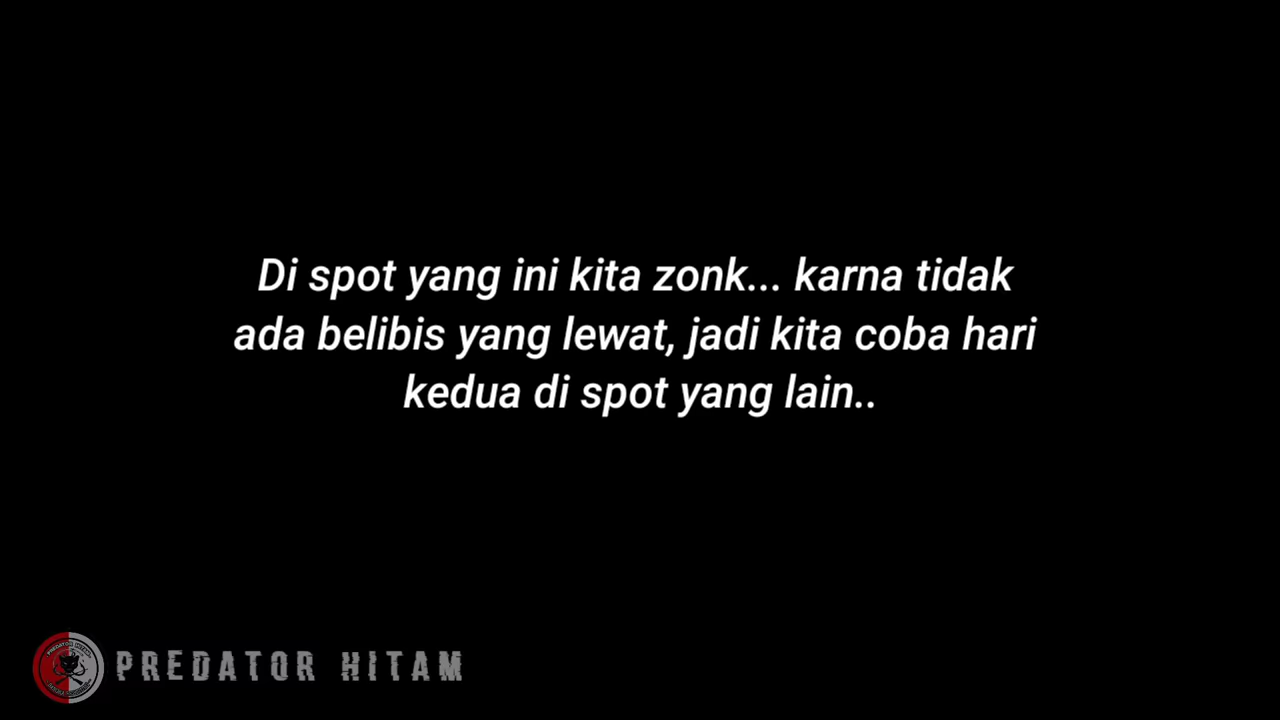 Di spot yang ini kita zonk... karna tidak
ada belibis yang lewat, jadi kita coba hari
kedua di spot yang lain..
PREDATOR HITAM